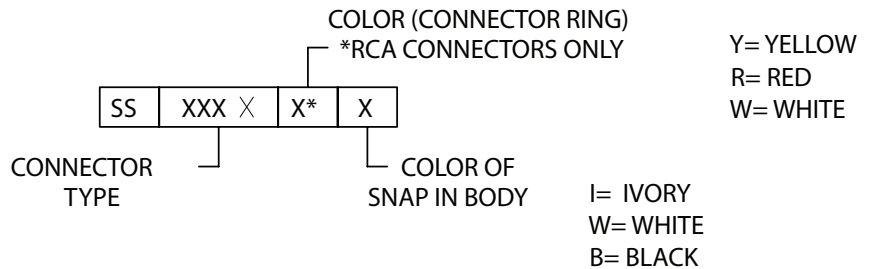 COLOR (CONNECTOR RING)
*RCA CONNECTORS ONLY
Y= YELLOW
R= RED
W= WHITE
SS XXX X X* X
CONNECTOR
TYPE
COLOR OF
SNAP IN BODY
I= IVORY
W= WHITE
B= BLACK